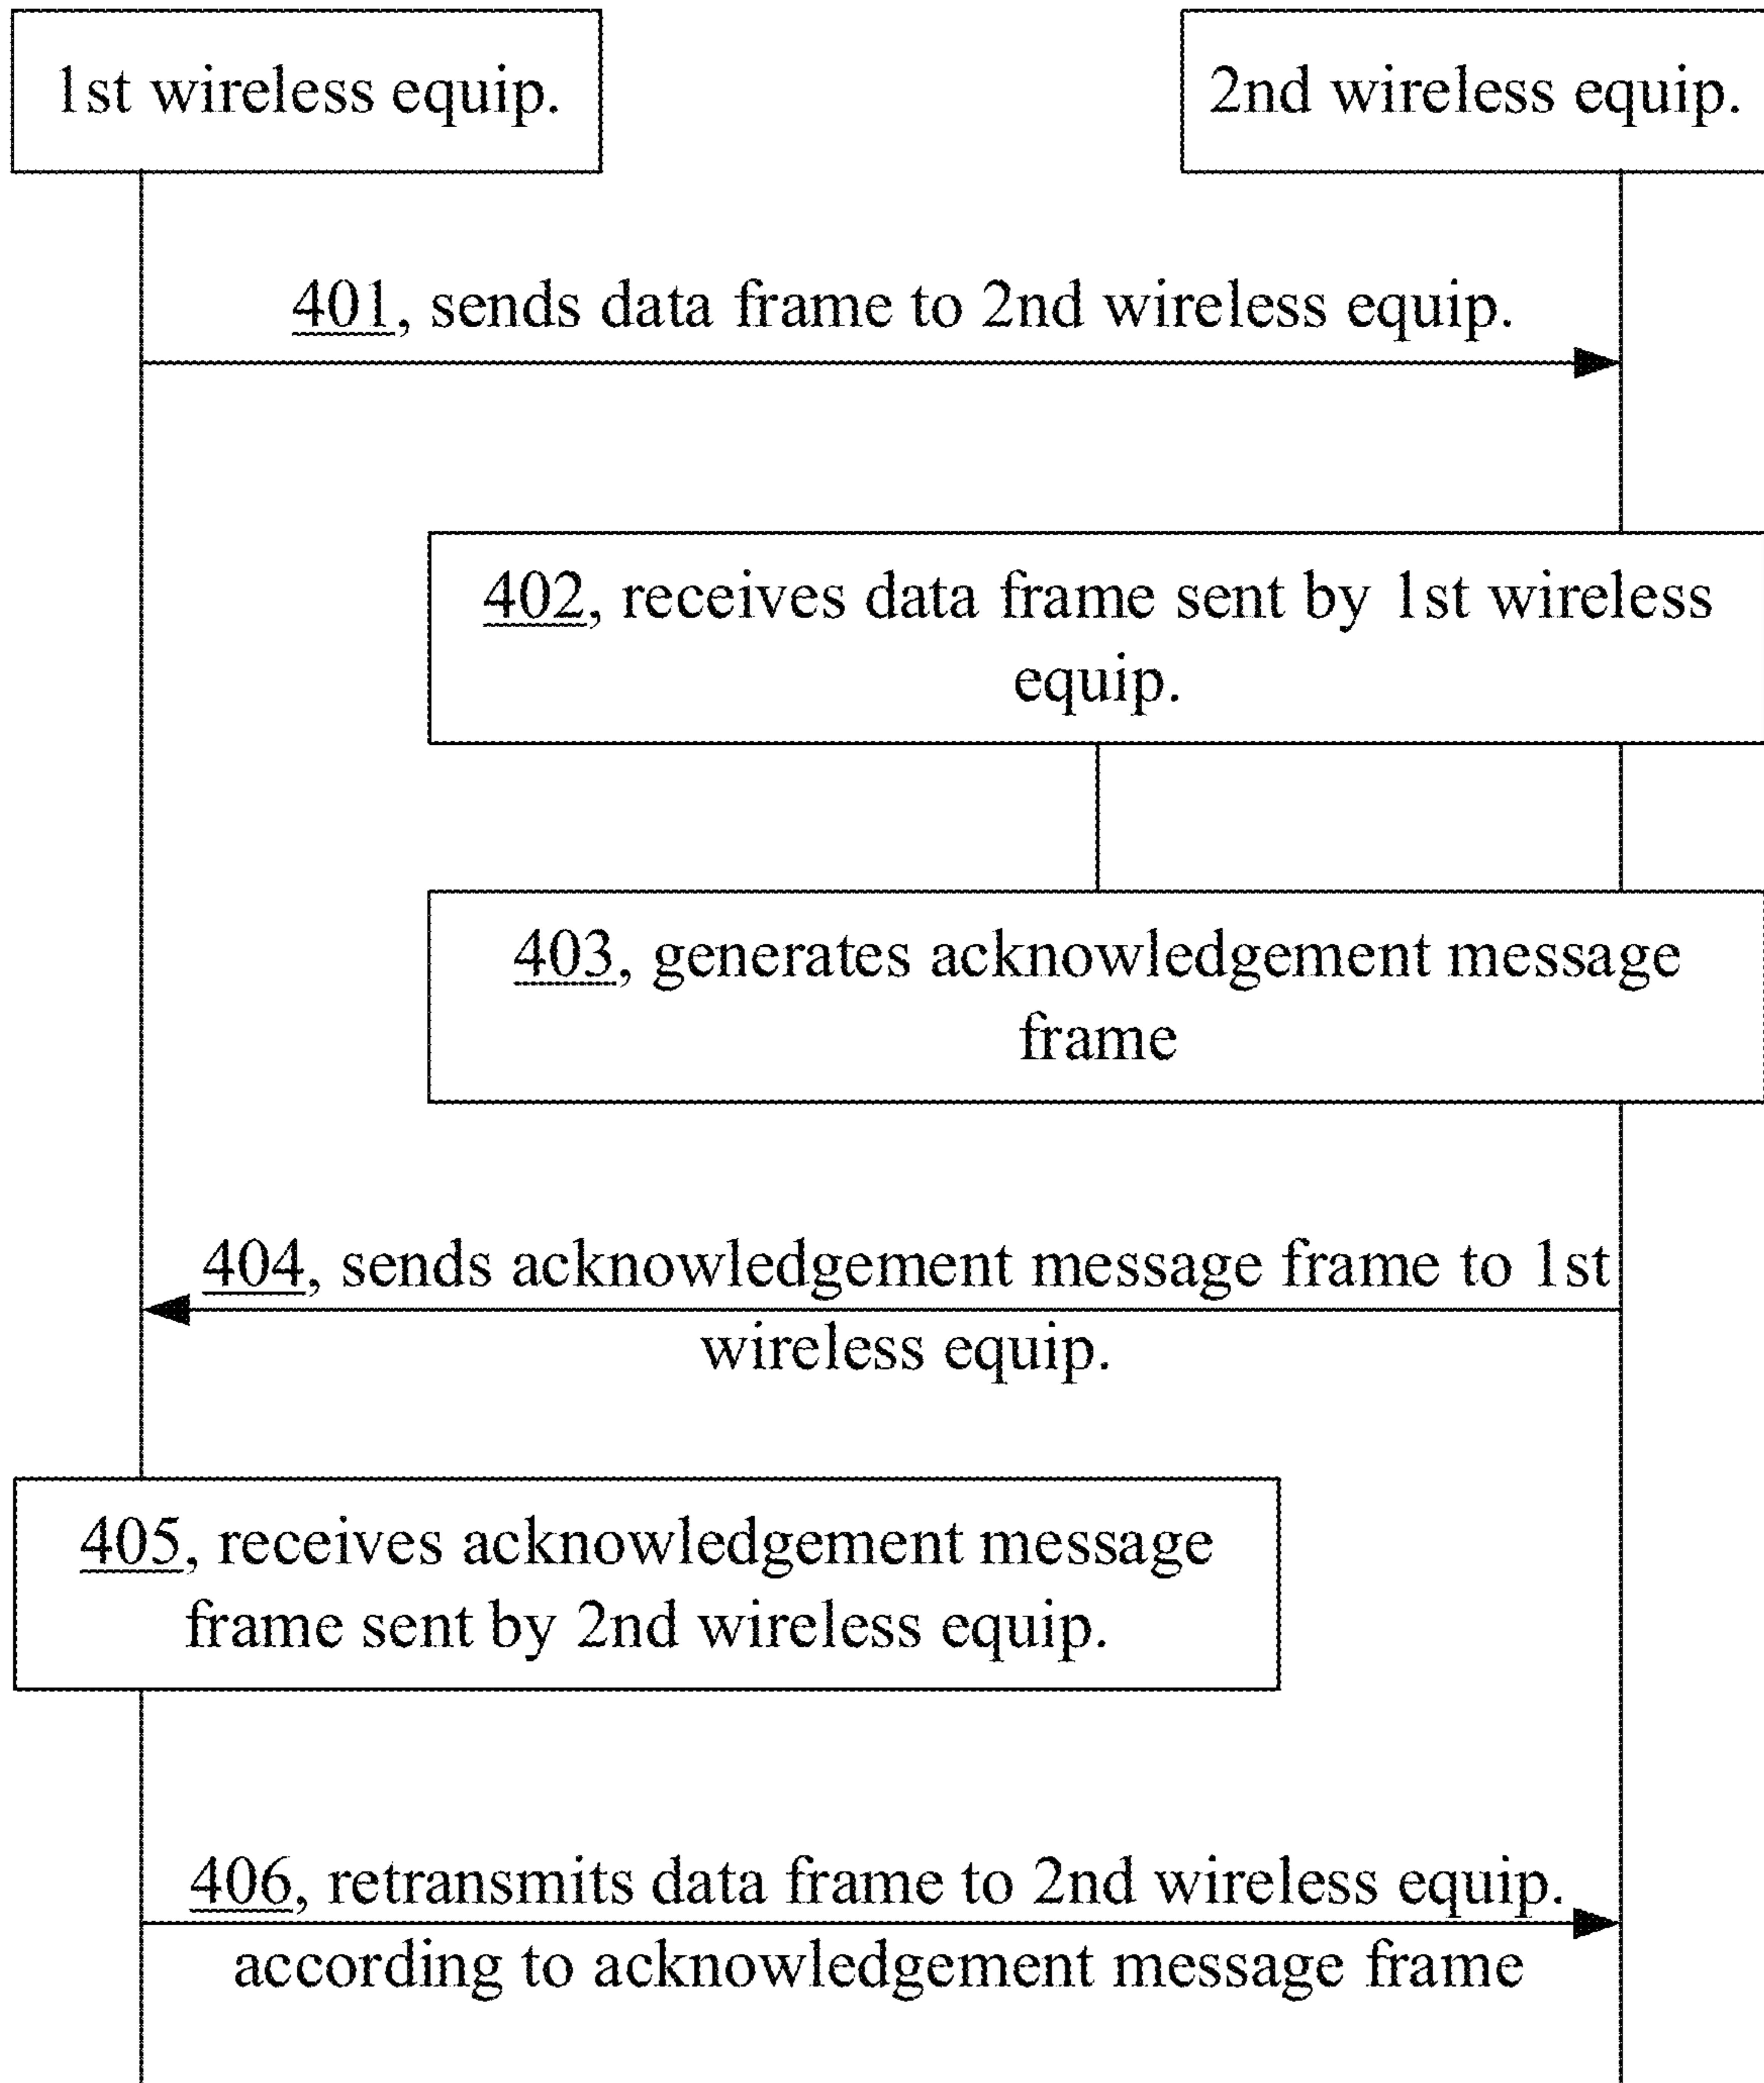 1st wireless equip.
2nd wireless equip.
401, sends data frame to 2nd wireless equip.
402, receives data frame sent by 1st wireless
equip.
403, generates acknowledgement message
frame
404, sends acknowledgement message frame to 1st
wireless equip.
405, receives acknowledgement message
frame sent by 2nd wireless equip.
406, retransmits data frame to 2nd wireless equip.
according to acknowledgement message frame